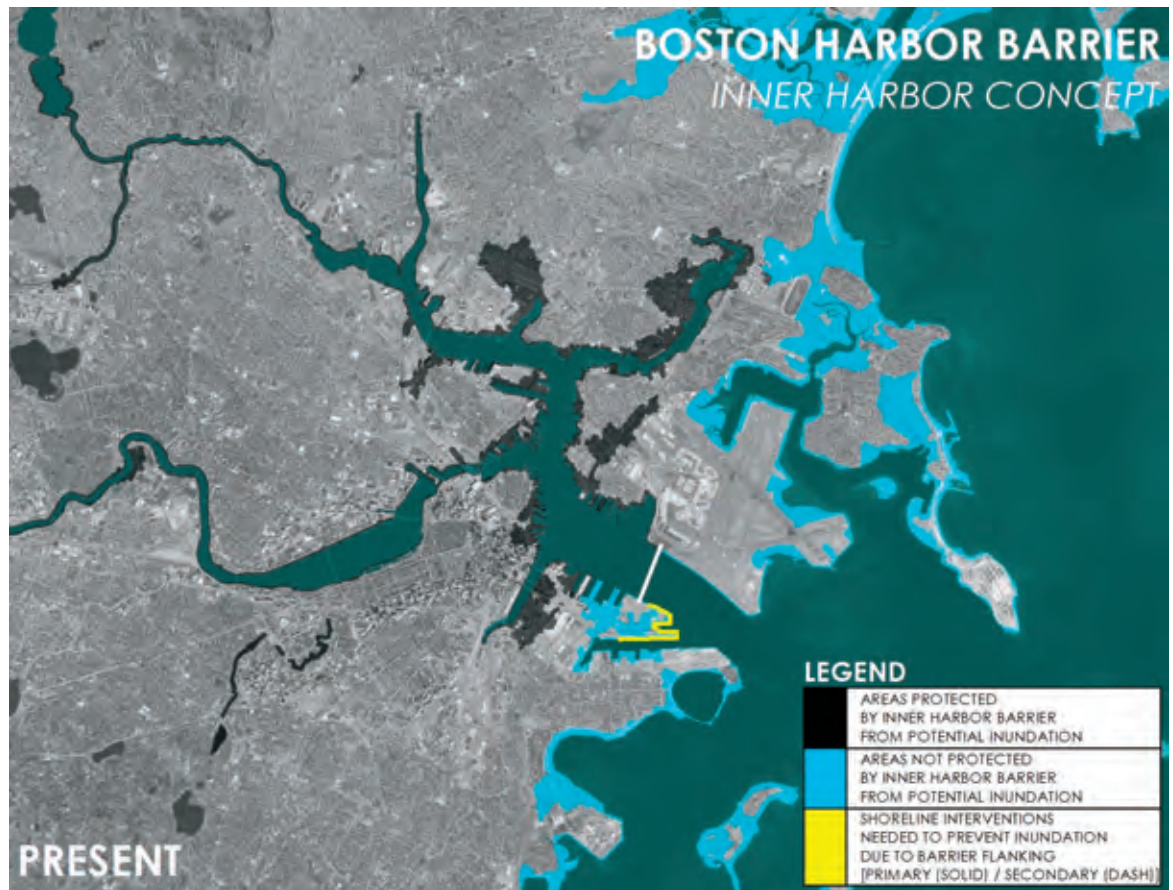 BOSTON HARBOR BARRIER
INNER HARBOR CONCEPT
LEGEND
AREAS PROTECTED
BY INNER HARBOR BARRIER
FROM POTENTIAL INUNDATION
AREAS NOT PROTECTED
BY INNER HARBOR BARRIER
FROM POTENTIAL INUNDATION
SHORELINE INTERVENTIONS
NEEDED TO PREVENT INUNDATION
DUE TO BARRIER FLANKING
[PRIMARY (SOLID) / SECONDARY (DASH)]
PRESENT